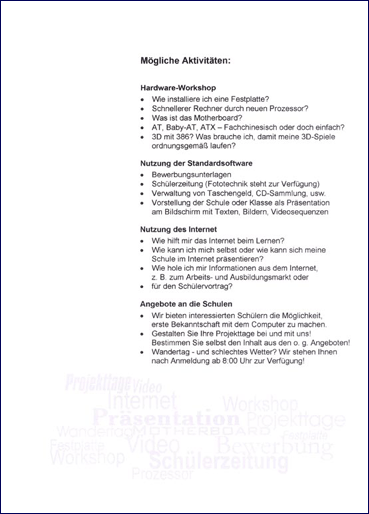 Mögliche Aktivitäten:
Hardware-Workshop
• Wie installiere ich eine Festplatte?
• Schnellerer Rechner durch neuen Prozessor?
• Was ist das Motherboard?
• AT, Baby-AT, ATX – Fachchinesisch oder doch einfach?
• 3D mit 386? Was brauche ich, damit meine 3D-Spiele
ordnungsgemäß laufen?
Nutzung der Standardsoftware
• Bewerbungsunterlagen
• Schülerzeitung (Fototechnik steht zur Verfügung)
• Verwaltung von Taschengeld, CD-Sammlung, usw.
• Vorstellung der Schule oder Klasse als Präsentation
am Bildschirm mit Texten, Bildern, Videosequenzen
Nutzung des Internet
• Wie hilft mir das Internet beim Lernen?
• Wie kann ich mich selbst oder wie kann sich meine
Schule im Internet präsentieren?
• Wie hole ich mir Informationen aus dem Internet,
z. B. zum Arbeits- und Ausbildungsmarkt oder
• für den Schülervortrag?
Angebote an die Schulen
• Wir bieten interessierten Schülern die Möglichkeit,
erste Bekanntschaft mit dem Computer zu machen.
• Gestalten Sie Ihre Projekttage bei und mit uns!
Bestimmen Sie selbst den Inhalt aus den o. g. Angeboten!
• Wandertag - und schlechtes Wetter? Wir stehen Ihnen
nach Anmeldung ab 8:00 Uhr zur Verfügung!
Projekttage Video
Internet Workshop
Präsentation Projekttage
Wandertag MOTHERBOARD Festplatte
Festplatte Video Bewerbung
Workshop Schülerzeitung
Prozessor